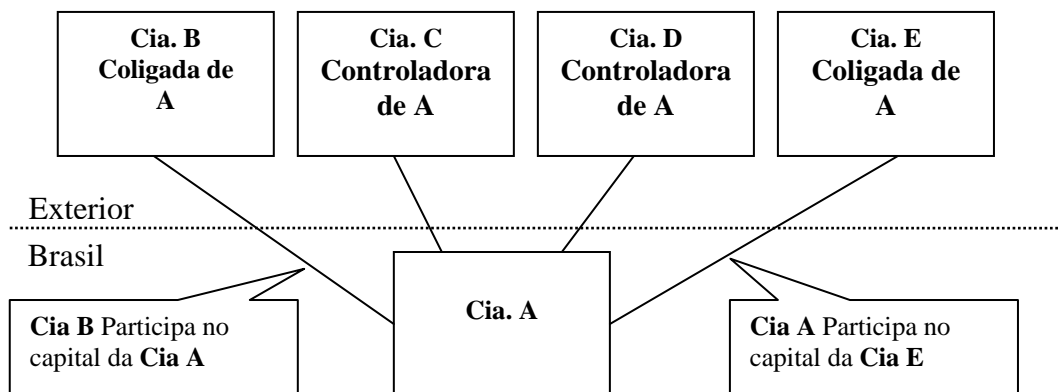 Cia. B
Coligada de
A
Cia. C
Controladora
de A
Cia. D
Controladora
de A
Cia. E
Coligada de
A
Exterior
Brasil
Cia. A
Cia B Participa no
capital da Cia A
Cia A Participa no
capital da Cia E